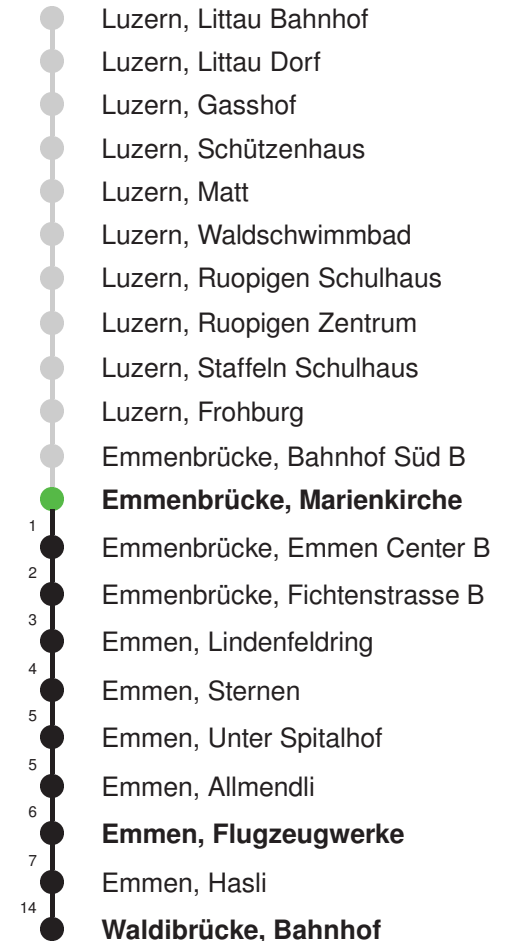 Luzern, Littau Bahnhof
Luzern, Littau Dorf
Luzern, Gasshof
Luzern, Schützenhaus
Luzern, Matt
Luzern, Waldschwimmbad
Luzern, Ruopigen Schulhaus
Luzern, Ruopigen Zentrum
Luzern, Staffeln Schulhaus
Luzern, Frohburg
Emmenbrücke, Bahnhof Süd B
Emmenbrücke, Marienkirche
1 Emmenbrücke, Emmen Center B
2 Emmenbrücke, Fichtenstrasse B
3 Emmen, Lindenfeldring
4 Emmen, Sternen
5 Emmen, Unter Spitalhof
5 Emmen, Allmendli
6 Emmen, Flugzeugwerke
7 Emmen, Hasli
14 Waldibrücke, Bahnhof